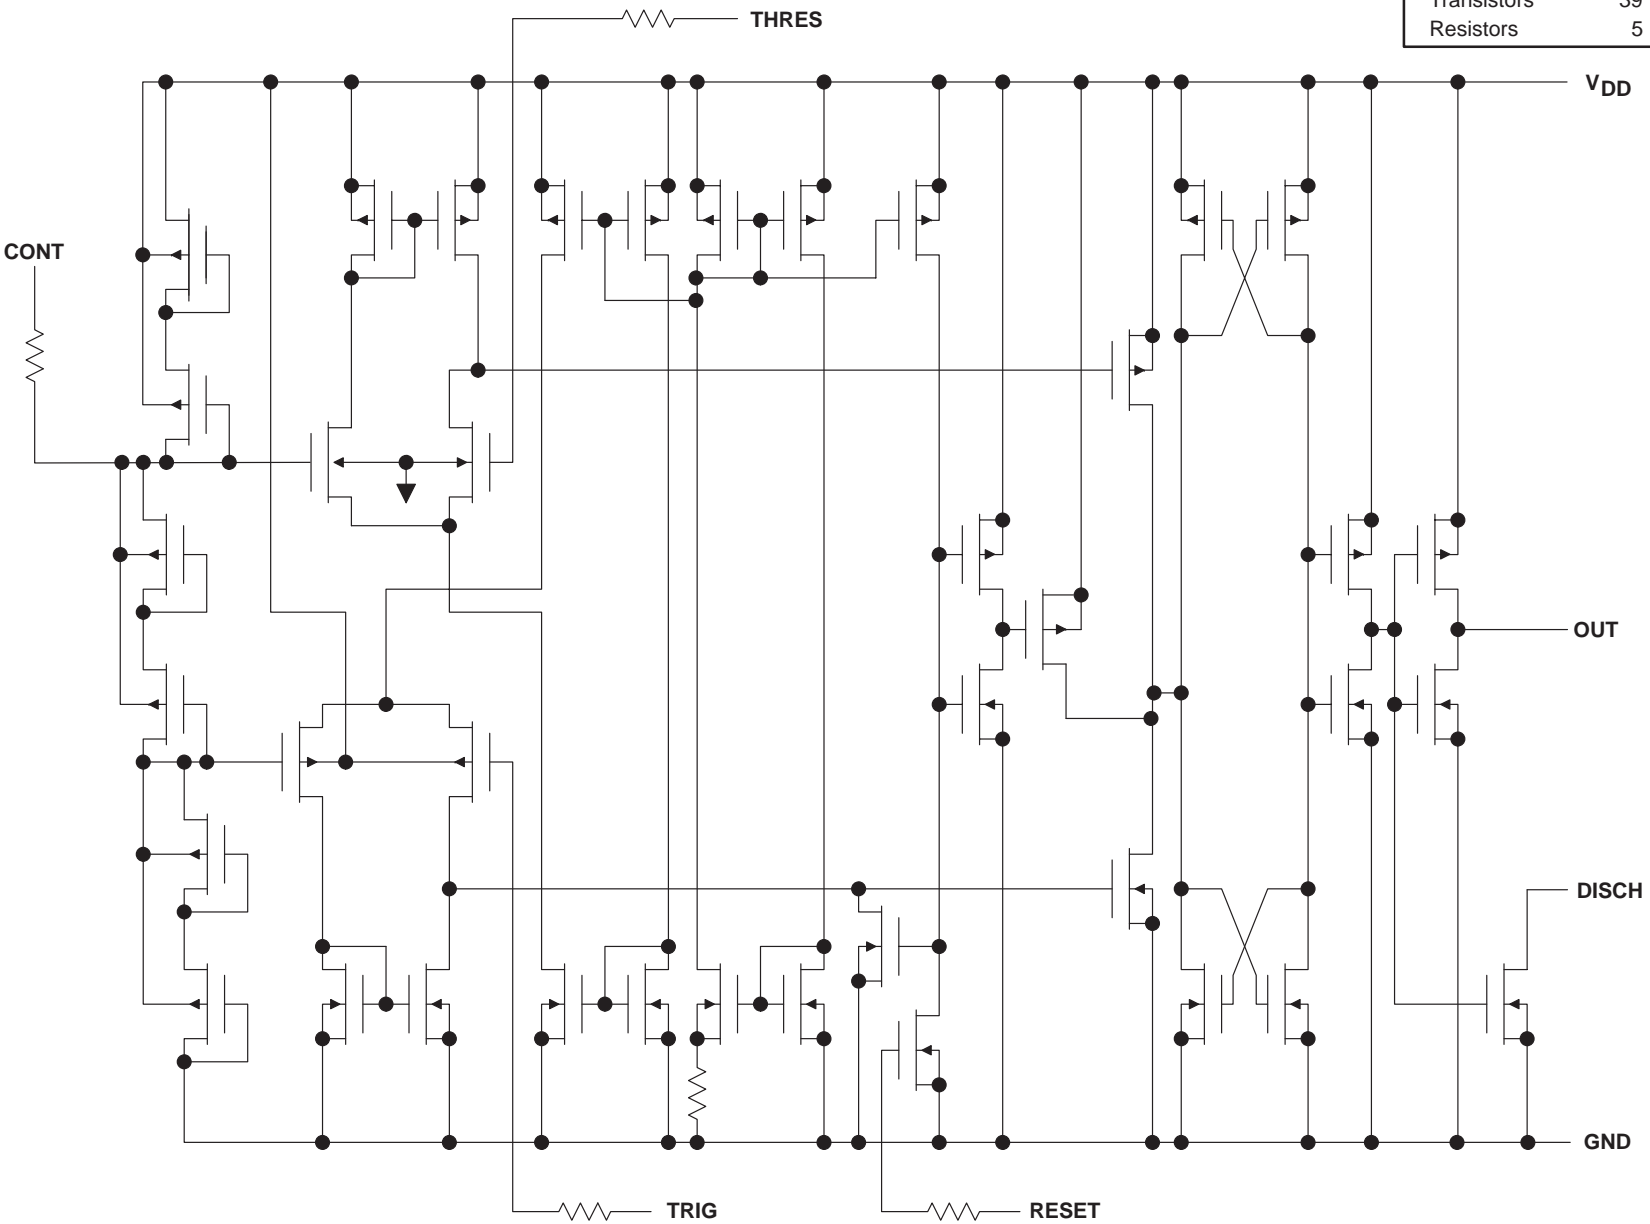 Transistors 39
Resistors 5
THRES
VDD
CONT
OUT
DISCH
GND
TRIG
RESET